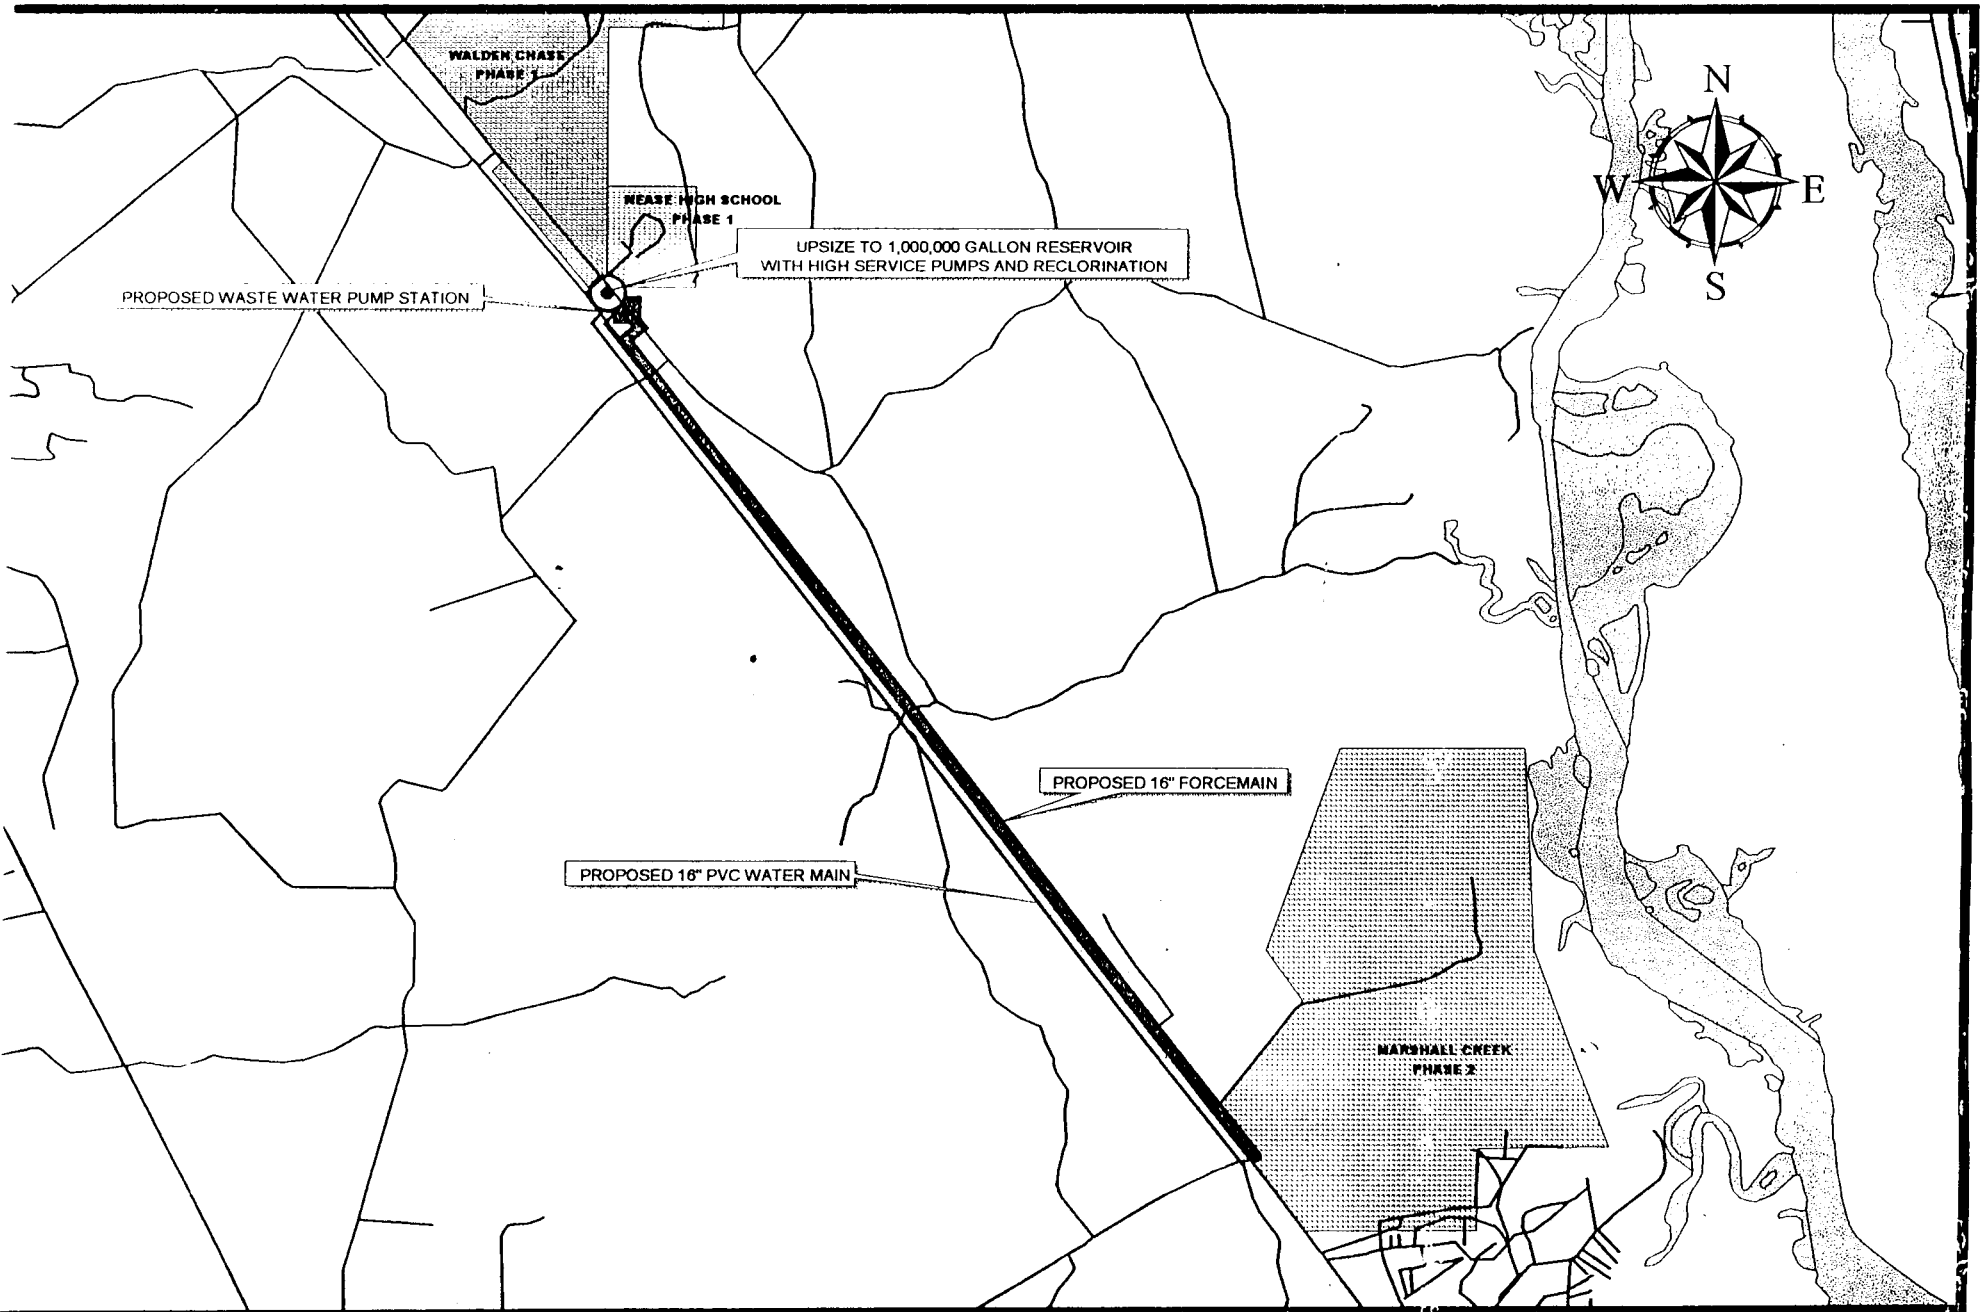 WALDEN CHASE
PHASE 1
N
W
E
S
NEASE HIGH SCHOOL
PHASE 1
UPSIZE TO 1,000,000 GALLON RESERVOIR
WITH HIGH SERVICE PUMPS AND RECLORINATION
PROPOSED WASTE WATER PUMP STATION
PROPOSED 16" FORCEMAIN
PROPOSED 16" PVC WATER MAIN
MARSHALL CREEK
PHASE 2